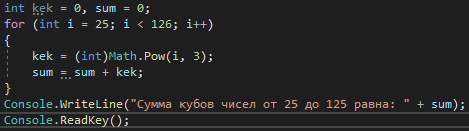 int kek = 0, sum = 0;
for (int i = 25; i < 126; i++)
{
kek = (int)Math.Pow(i, 3);
sum = sum + kek;
}
Console.WriteLine("Сумма кубов чисел от 25 до 125 равна: " + sum);
Console.ReadKey();